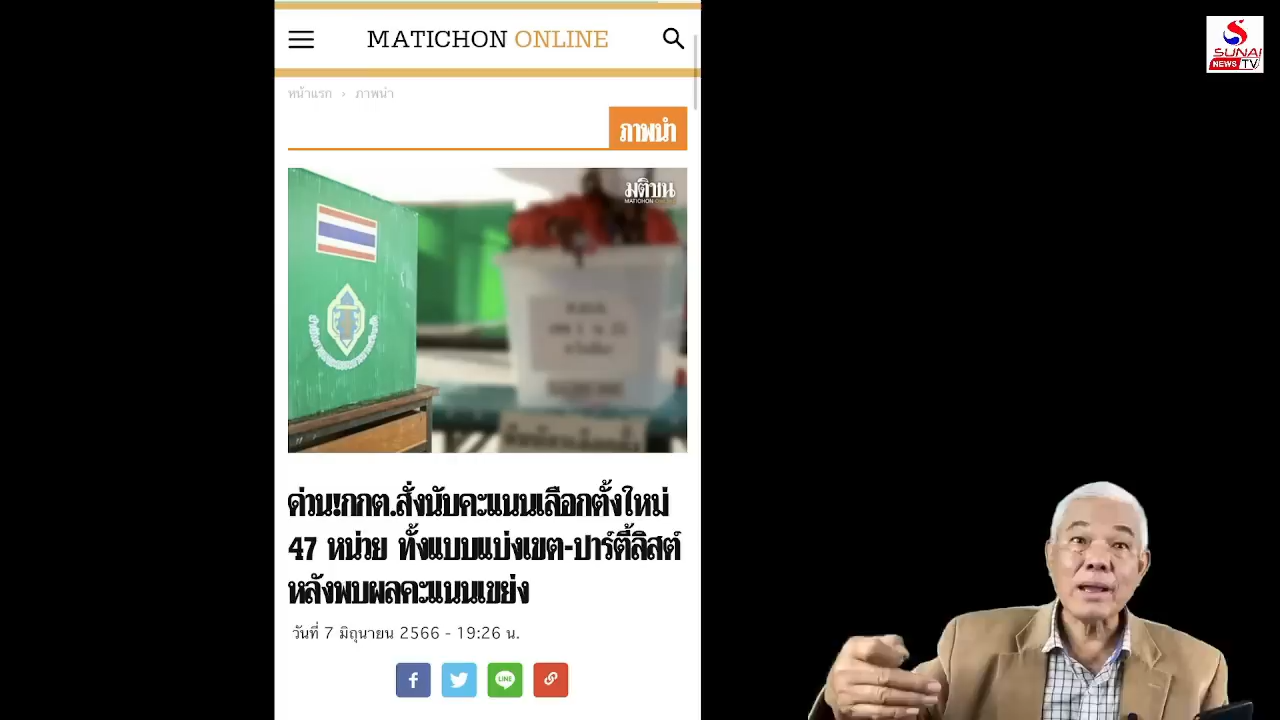 MATICHON ONLINE
SUNAI
NEWS TV
หน้าแรก › ภาพนำ
ภาพนำ
มติชน
MATICHON ONLINE
ด่วน!กกต.สั่งนับคะแนนเลือกตั้งใหม่
47 หน่วย ทั้งแบบแบ่งเขต-ปาร์ตี้ลิสต์
หลังพบผลคะแนนเขย่ง
วันที่ 7 มิถุนายน 2566 - 19:26 น.
f
LINE